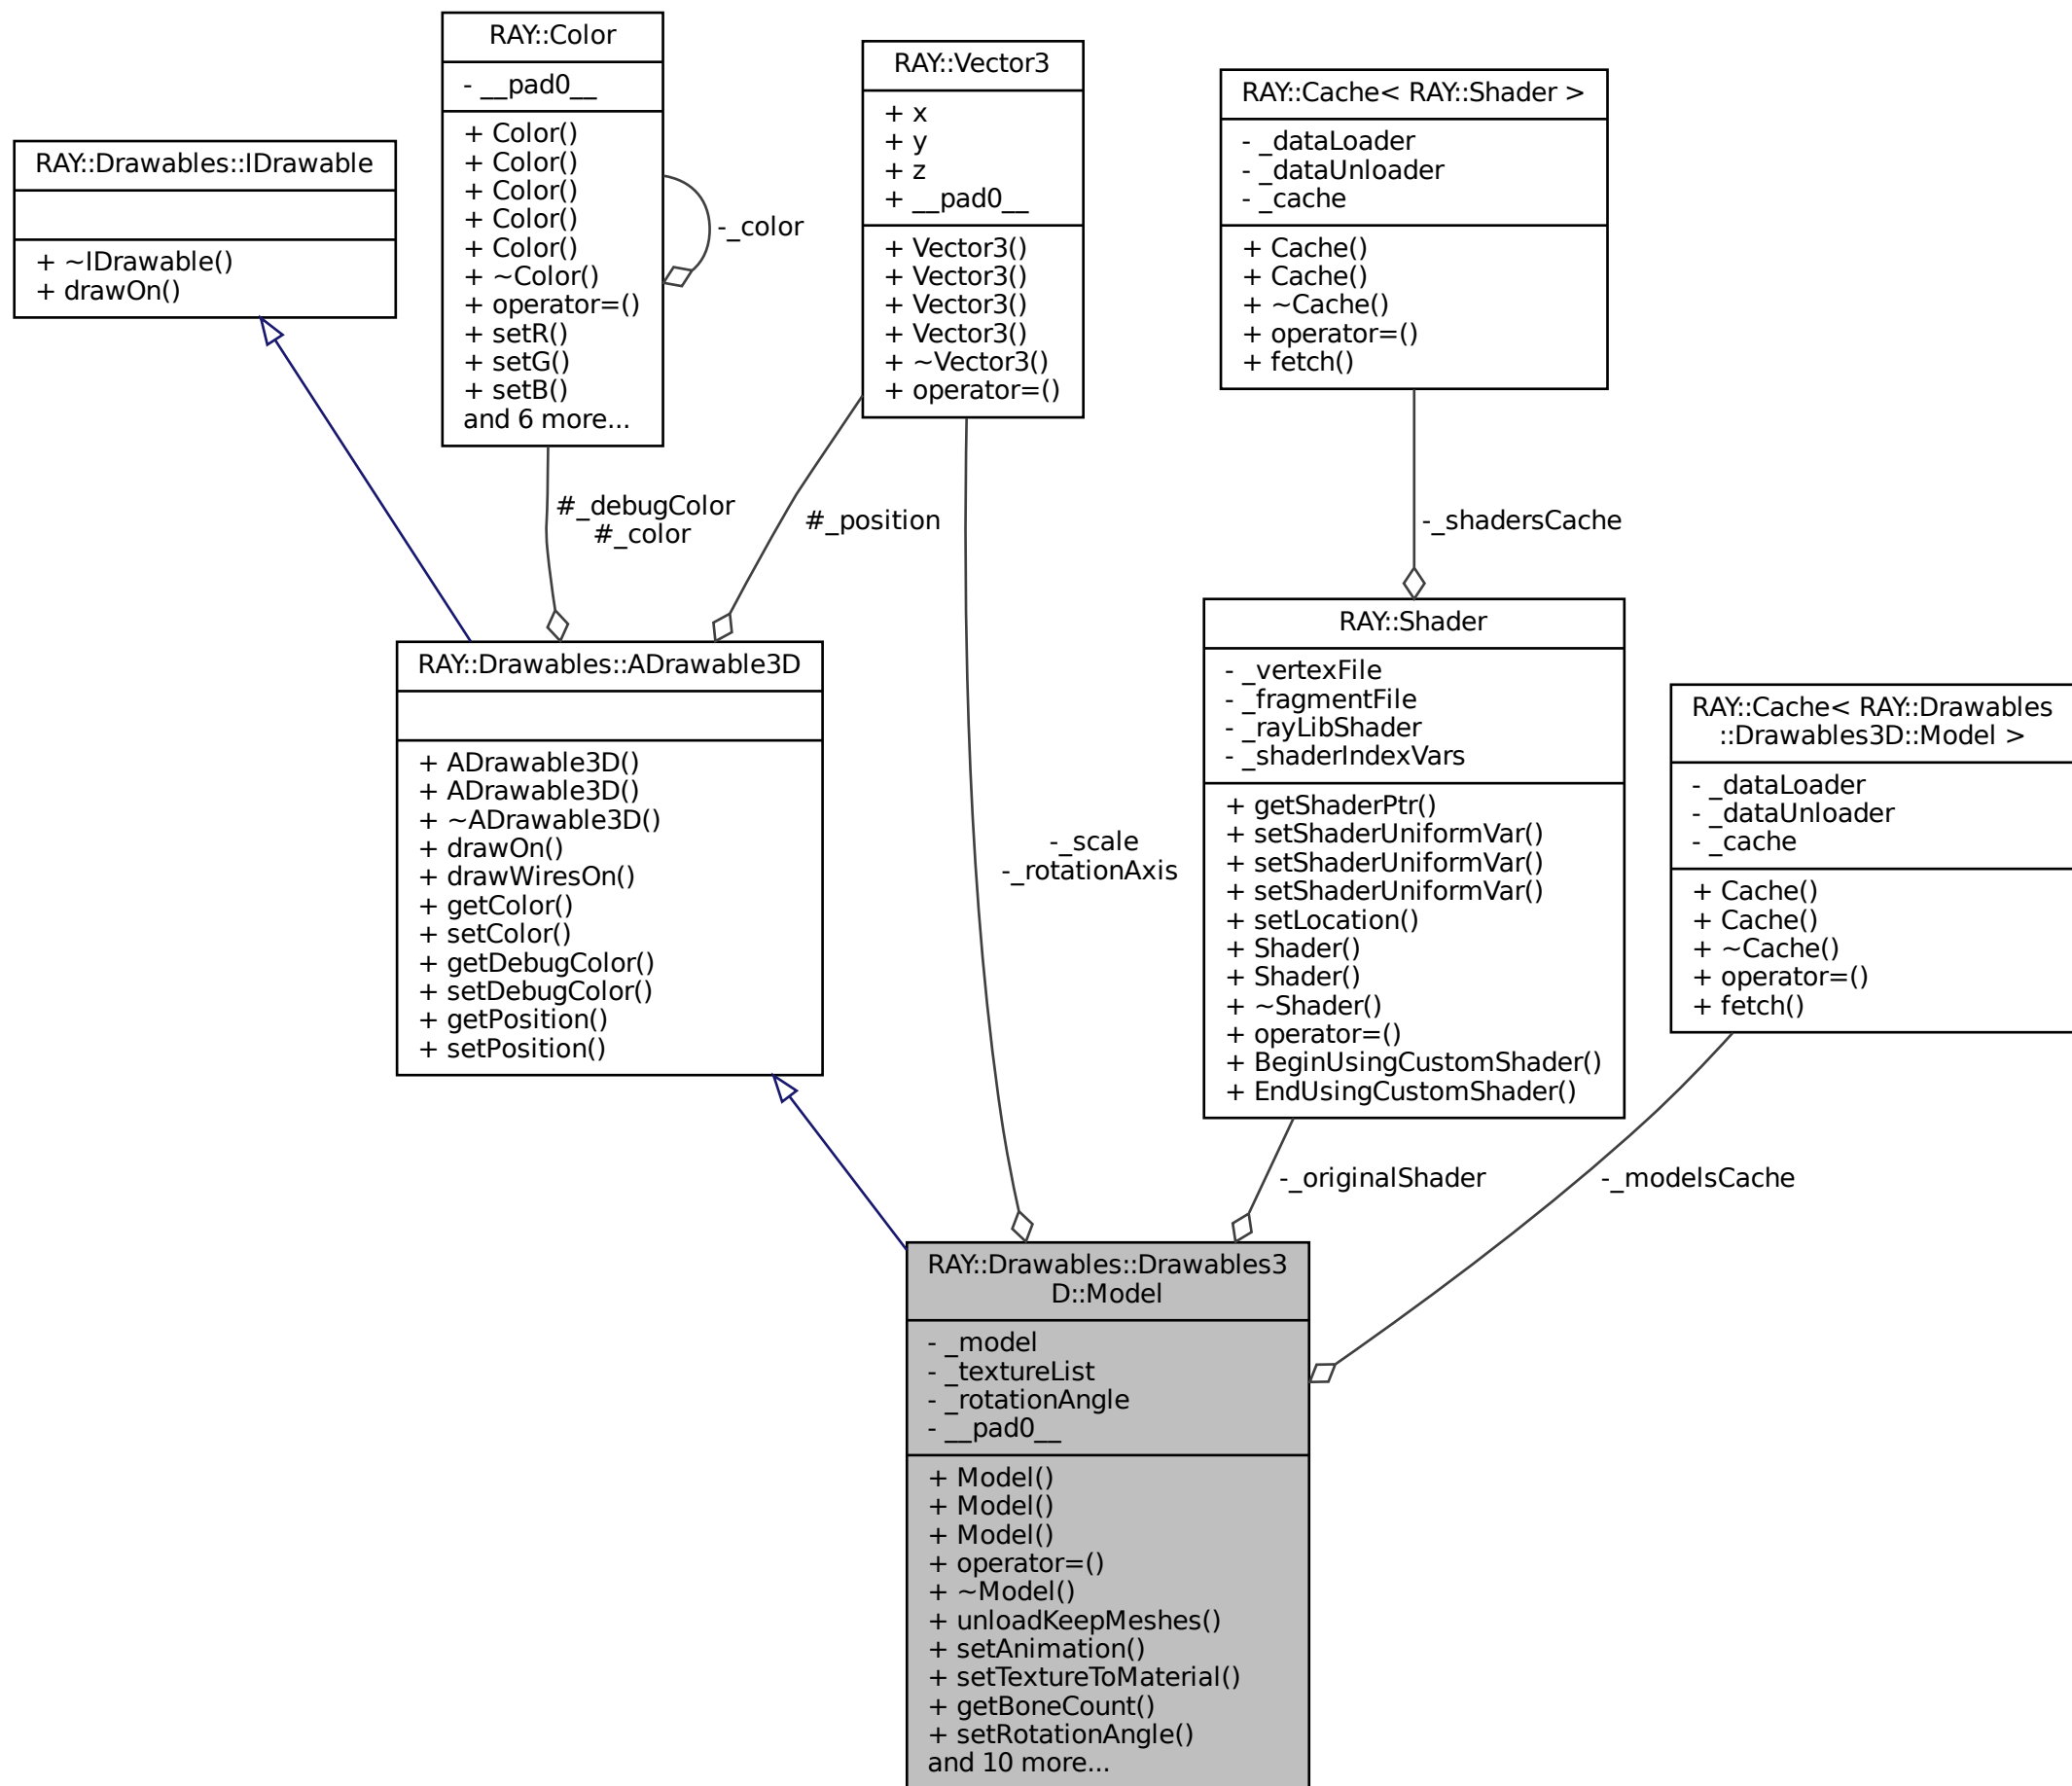 RAY::Color
- __pad0__
+ Color()
+ Color()
+ Color()
+ Color()
+ Color()
+ ~Color()
+ operator=()
+ setR()
+ setG()
+ setB()
and 6 more...
-_color
RAY::Vector3
+ x
+ y
+ z
+ __pad0__
+ Vector3()
+ Vector3()
+ Vector3()
+ Vector3()
+ ~Vector3()
+ operator=()
RAY::Cache< RAY::Shader >
- _dataLoader
- _dataUnloader
- _cache
+ Cache()
+ Cache()
+ ~Cache()
+ operator=()
+ fetch()
RAY::Drawables::IDrawable
+ ~IDrawable()
+ drawOn()
#_debugColor
#_color
#_position
-_shadersCache
RAY::Drawables::ADrawable3D
+ ADrawable3D()
+ ADrawable3D()
+ ~ADrawable3D()
+ drawOn()
+ drawWiresOn()
+ getColor()
+ setColor()
+ getDebugColor()
+ setDebugColor()
+ getPosition()
+ setPosition()
-_scale
-_rotationAxis
RAY::Shader
- _vertexFile
- _fragmentFile
- _rayLibShader
- _shaderIndexVars
+ getShaderPtr()
+ setShaderUniformVar()
+ setShaderUniformVar()
+ setShaderUniformVar()
+ setLocation()
+ Shader()
+ Shader()
+ ~Shader()
+ operator=()
+ BeginUsingCustomShader()
+ EndUsingCustomShader()
RAY::Cache< RAY::Drawables
::Drawables3D::Model >
- _dataLoader
- _dataUnloader
- _cache
+ Cache()
+ Cache()
+ ~Cache()
+ operator=()
+ fetch()
-_originalShader
-_modelsCache
RAY::Drawables::Drawables3
D::Model
- _model
- _textureList
- _rotationAngle
- __pad0__
+ Model()
+ Model()
+ Model()
+ operator=()
+ ~Model()
+ unloadKeepMeshes()
+ setAnimation()
+ setTextureToMaterial()
+ getBoneCount()
+ setRotationAngle()
and 10 more...